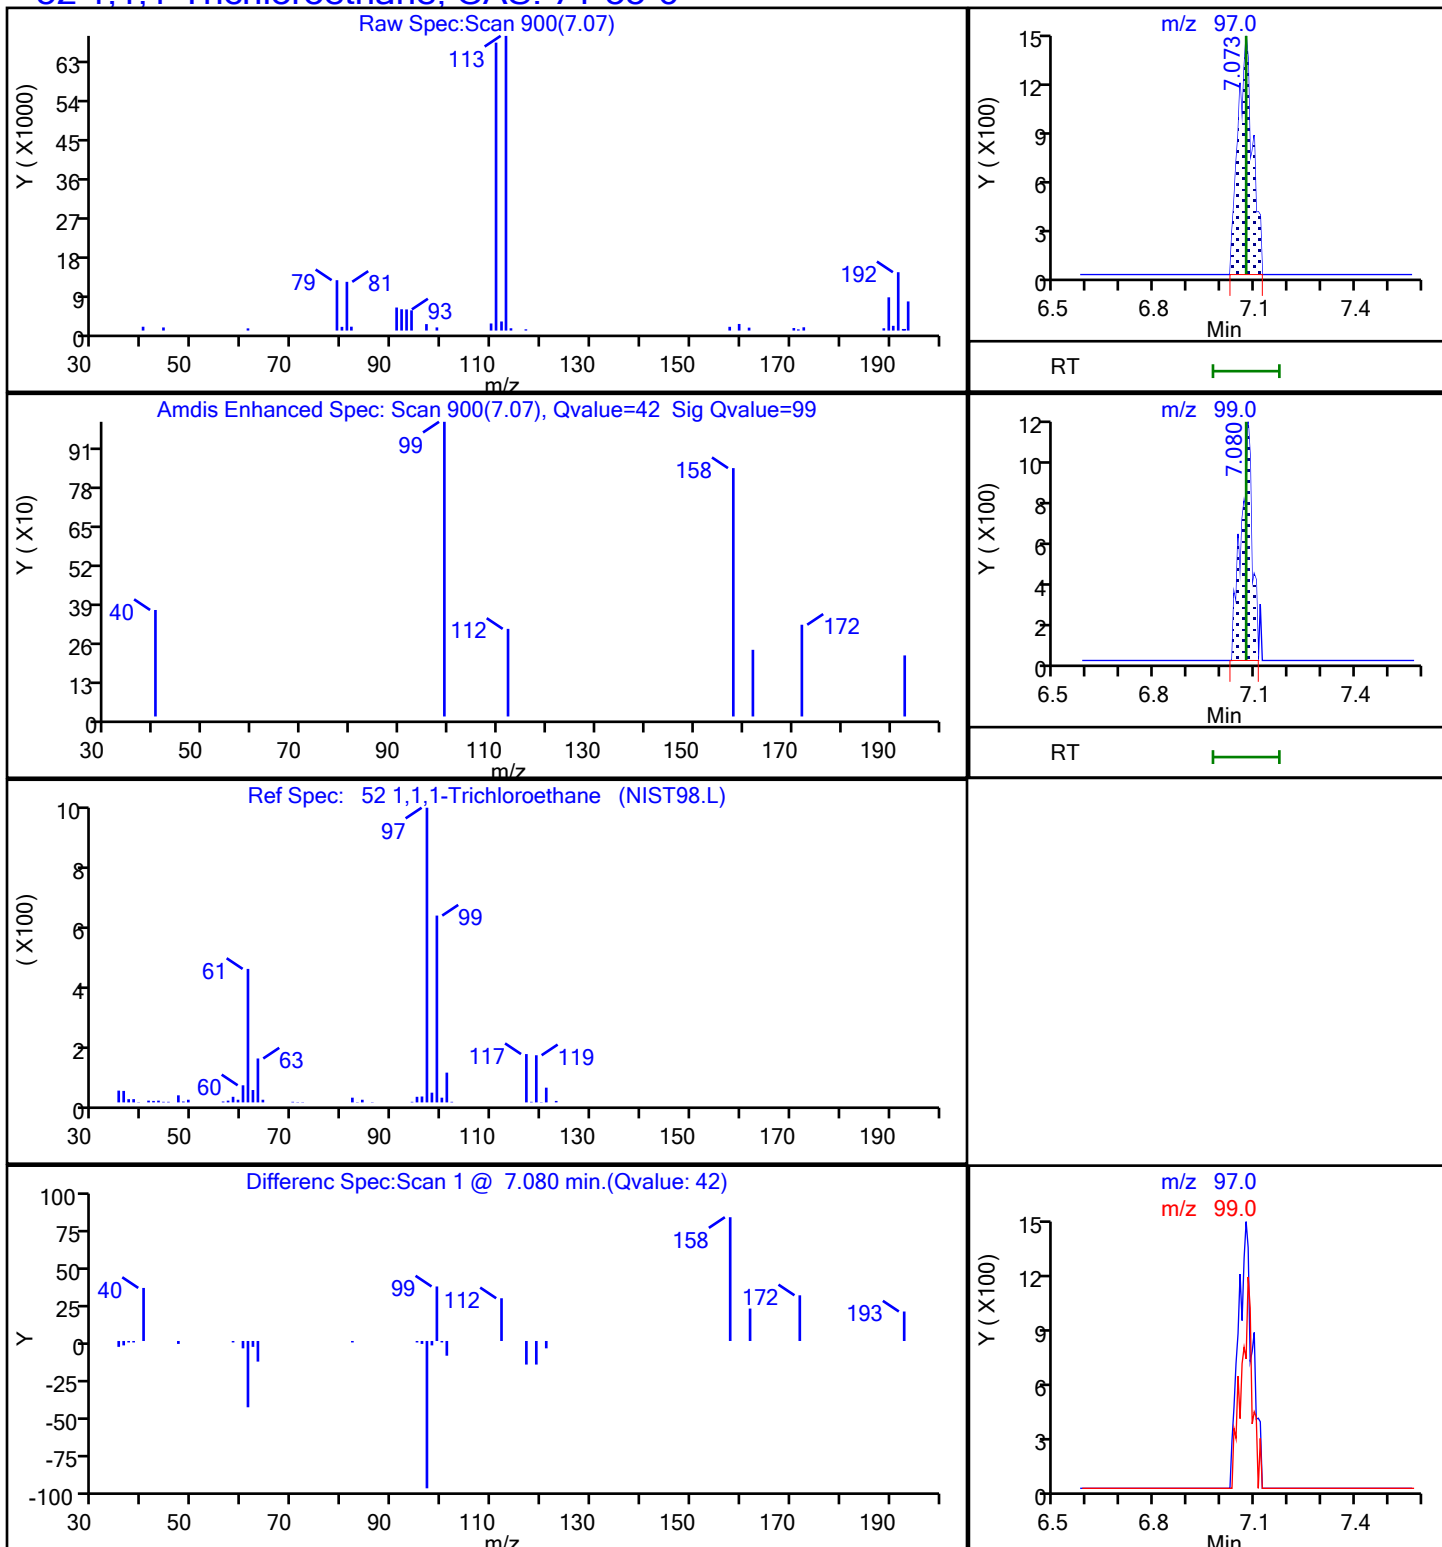 52 1,1,1-Trichloroethane, CAS: 71-55-6
Raw Spec:Scan 900(7.07)
Y ( X1000)
63
54
45
36
27
18
9
0
113
79
81
93
192
30 50 70 90 110 130 150 170 190
m/z
m/z 97.0
Y ( X100)
15
12
9
6
3
0
7.073
6.5 6.8 7.1 7.4
Min
RT
Amdis Enhanced Spec: Scan 900(7.07), Qvalue=42 Sig Qvalue=99
Y ( X10)
91
78
65
52
39
26
13
0
40
99
112
158
172
30 50 70 90 110 130 150 170 190
m/z
m/z 99.0
Y ( X100)
12
10
8
6
4
2
0
7.080
6.5 6.8 7.1 7.4
Min
RT
Ref Spec: 52 1,1,1-Trichloroethane (NIST98.L)
( X100)
10
8
6
4
2
0
97
99
61
63
60
117
119
30 50 70 90 110 130 150 170 190
Differenc Spec:Scan 1 @ 7.080 min.(Qvalue: 42)
Y
100
75
50
25
0
-25
-50
-75
-100
40
99
112
158
172
193
30 50 70 90 110 130 150 170 190
m/z
m/z 97.0
m/z 99.0
Y ( X100)
15
12
9
6
3
0
6.5 6.8 7.1 7.4
Min